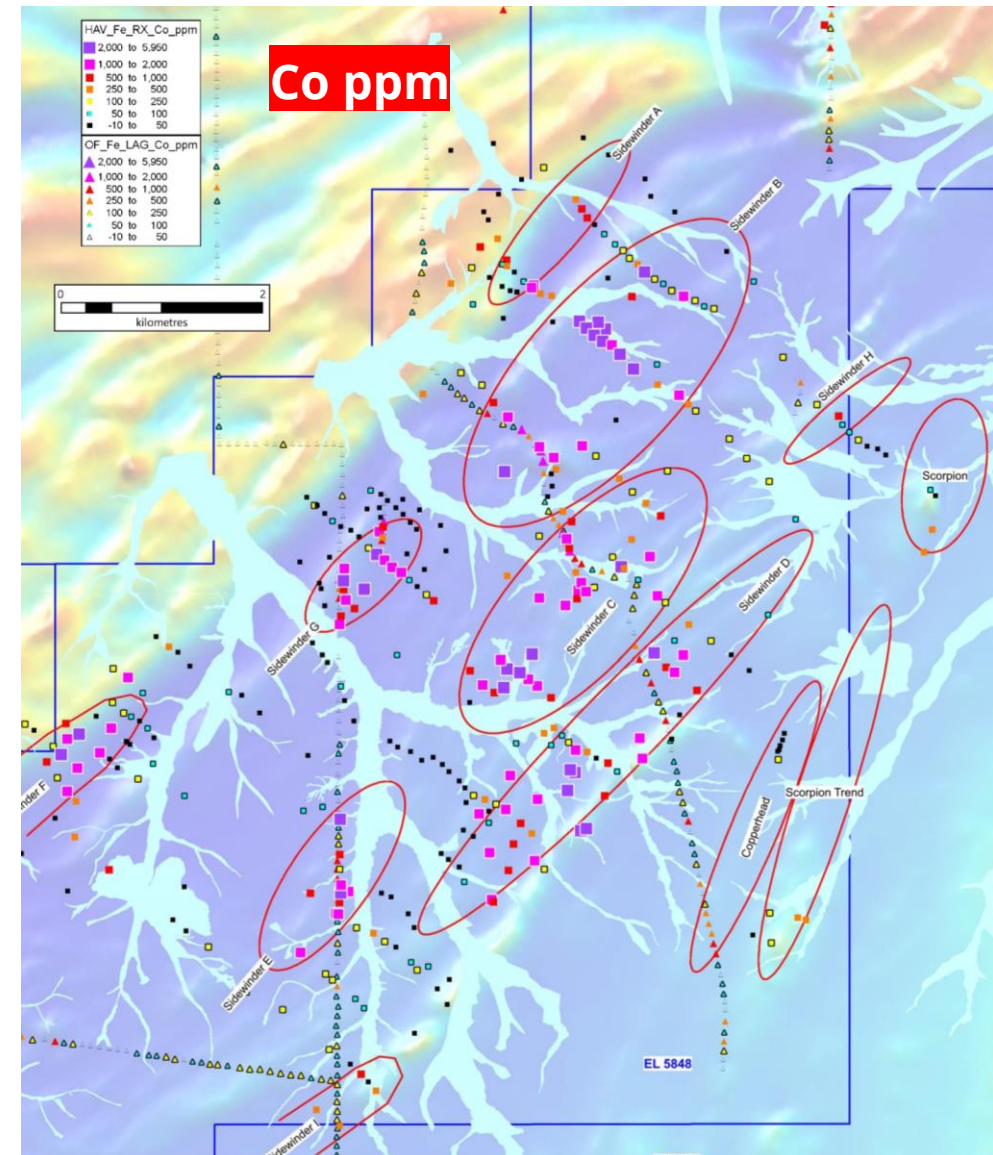 HAV_Fe_RX_Co_ppm
2,000 to 5,950
1,000 to 2,000
500 to 1,000
250 to 500
100 to 250
50 to 100
-10 to 50
OF_Fe_LAG_Co_ppm
2,000 to 5,950
1,000 to 2,000
500 to 1,000
250 to 500
100 to 250
50 to 100
-10 to 50
Co ppm
0 2
kilometres
Sidewinder A
Sidewinder B
Sidewinder H
Scorpion
Sidewinder D
Sidewinder C
Sidewinder G
nder F
Scorpion Trend
Copperhead
Sidewinder E
EL 5848
Sidewinder I